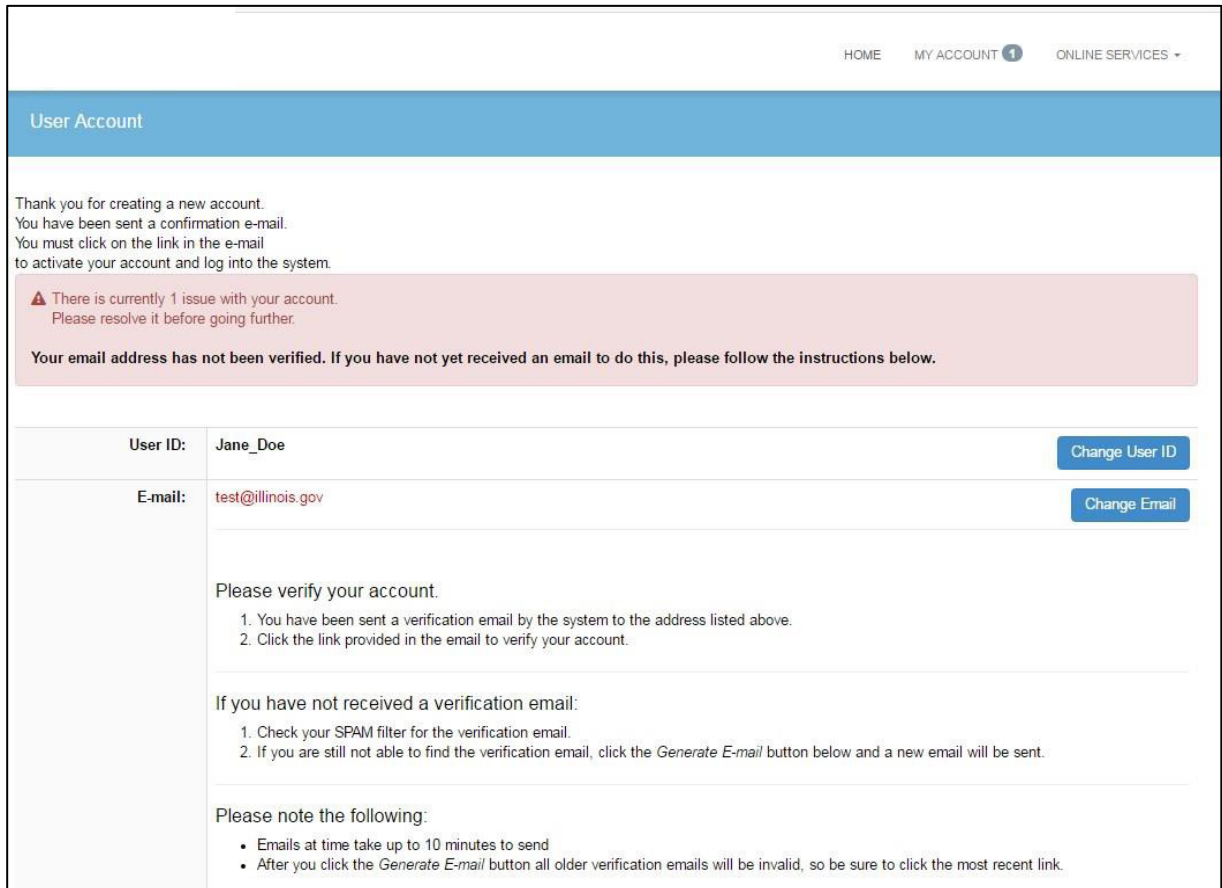 HOME MY ACCOUNT 1 ONLINE SERVICES
User Account
Thank you for creating a new account.
You have been sent a confirmation e-mail.
You must click on the link in the e-mail
to activate your account and log into the system.
There is currently 1 issue with your account.
Please resolve it before going further.
Your email address has not been verified. If you have not yet received an email to do this, please follow the instructions below.
User ID: Jane_Doe Change User ID
E-mail: test@illinois.gov Change Email
Please verify your account.
1. You have been sent a verification email by the system to the address listed above.
2. Click the link provided in the email to verify your account.
If you have not received a verification email:
1. Check your SPAM filter for the verification email.
2. If you are still not able to find the verification email, click the Generate E-mail button below and a new email will be sent.
Please note the following:
• Emails at time take up to 10 minutes to send
• After you click the Generate E-mail button all older verification emails will be invalid, so be sure to click the most recent link.